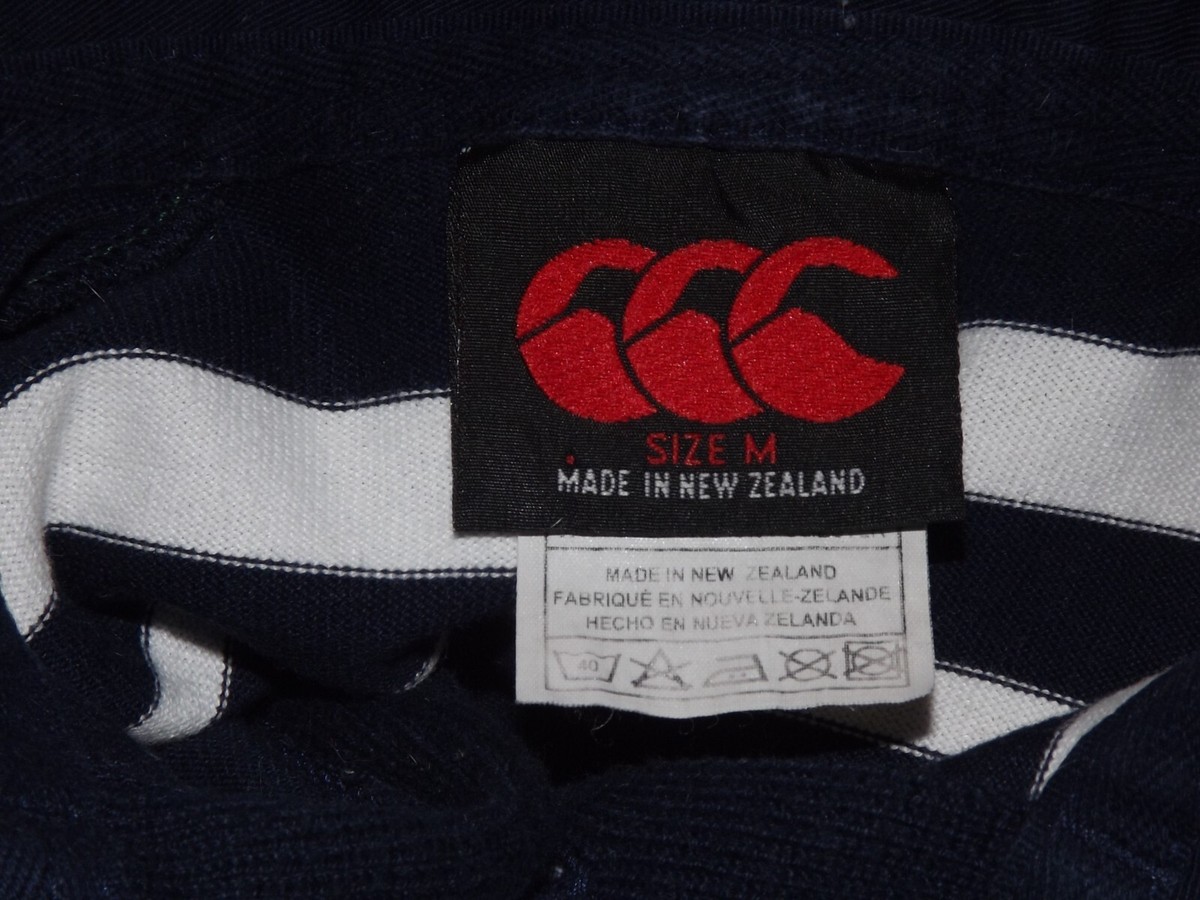 SIZE M
MADE IN NEW ZEALAND
MADE IN NEW ZEALAND
FABRIQUÉ EN NOUVELLE-ZELANDE
HECHO EN NUEVA ZELANDA
40